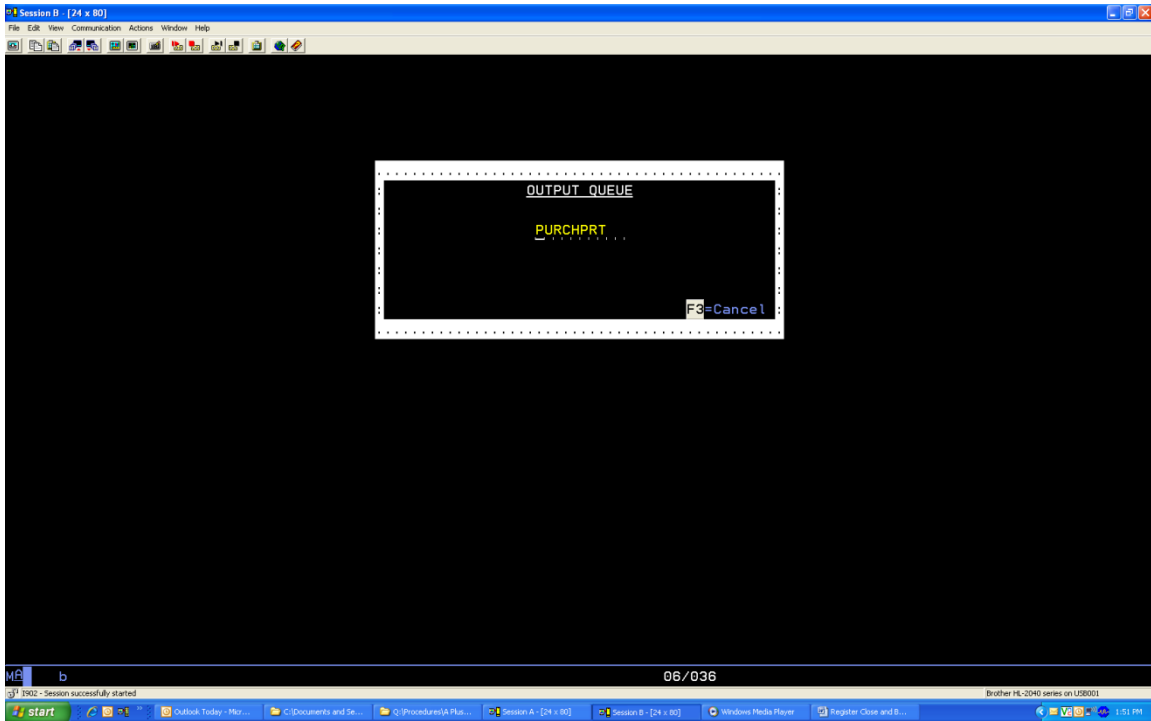 Session B - [24 x 80]
File Edit View Communication Actions Window Help
OUTPUT QUEUE
PURCHPRT
F3=Cancel
MA b 06/036
I902 - Session successfully started Brother HL-2040 series on USB001
start Outlook Today - Micr... C:\Documents and Se... Q:\Procedures\A Plus... Session A - [24 x 80] Session B - [24 x 80] Windows Media Player Register Close and B... 1:51 PM